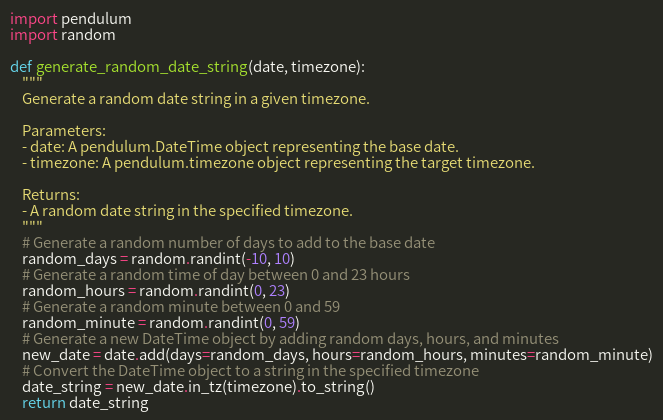 import pendulum
import random

def generate_random_date_string(date, timezone):
    """
    Generate a random date string in a given timezone.

    Parameters:
    - date: A pendulum.DateTime object representing the base date.
    - timezone: A pendulum.timezone object representing the target timezone.

    Returns:
    - A random date string in the specified timezone.
    """
    # Generate a random number of days to add to the base date
    random_days = random.randint(-10, 10)
    # Generate a random time of day between 0 and 23 hours
    random_hours = random.randint(0, 23)
    # Generate a random minute between 0 and 59
    random_minute = random.randint(0, 59)
    # Generate a new DateTime object by adding random days, hours, and minutes
    new_date = date.add(days=random_days, hours=random_hours, minutes=random_minute)
    # Convert the DateTime object to a string in the specified timezone
    date_string = new_date.in_tz(timezone).to_string()
    return date_string